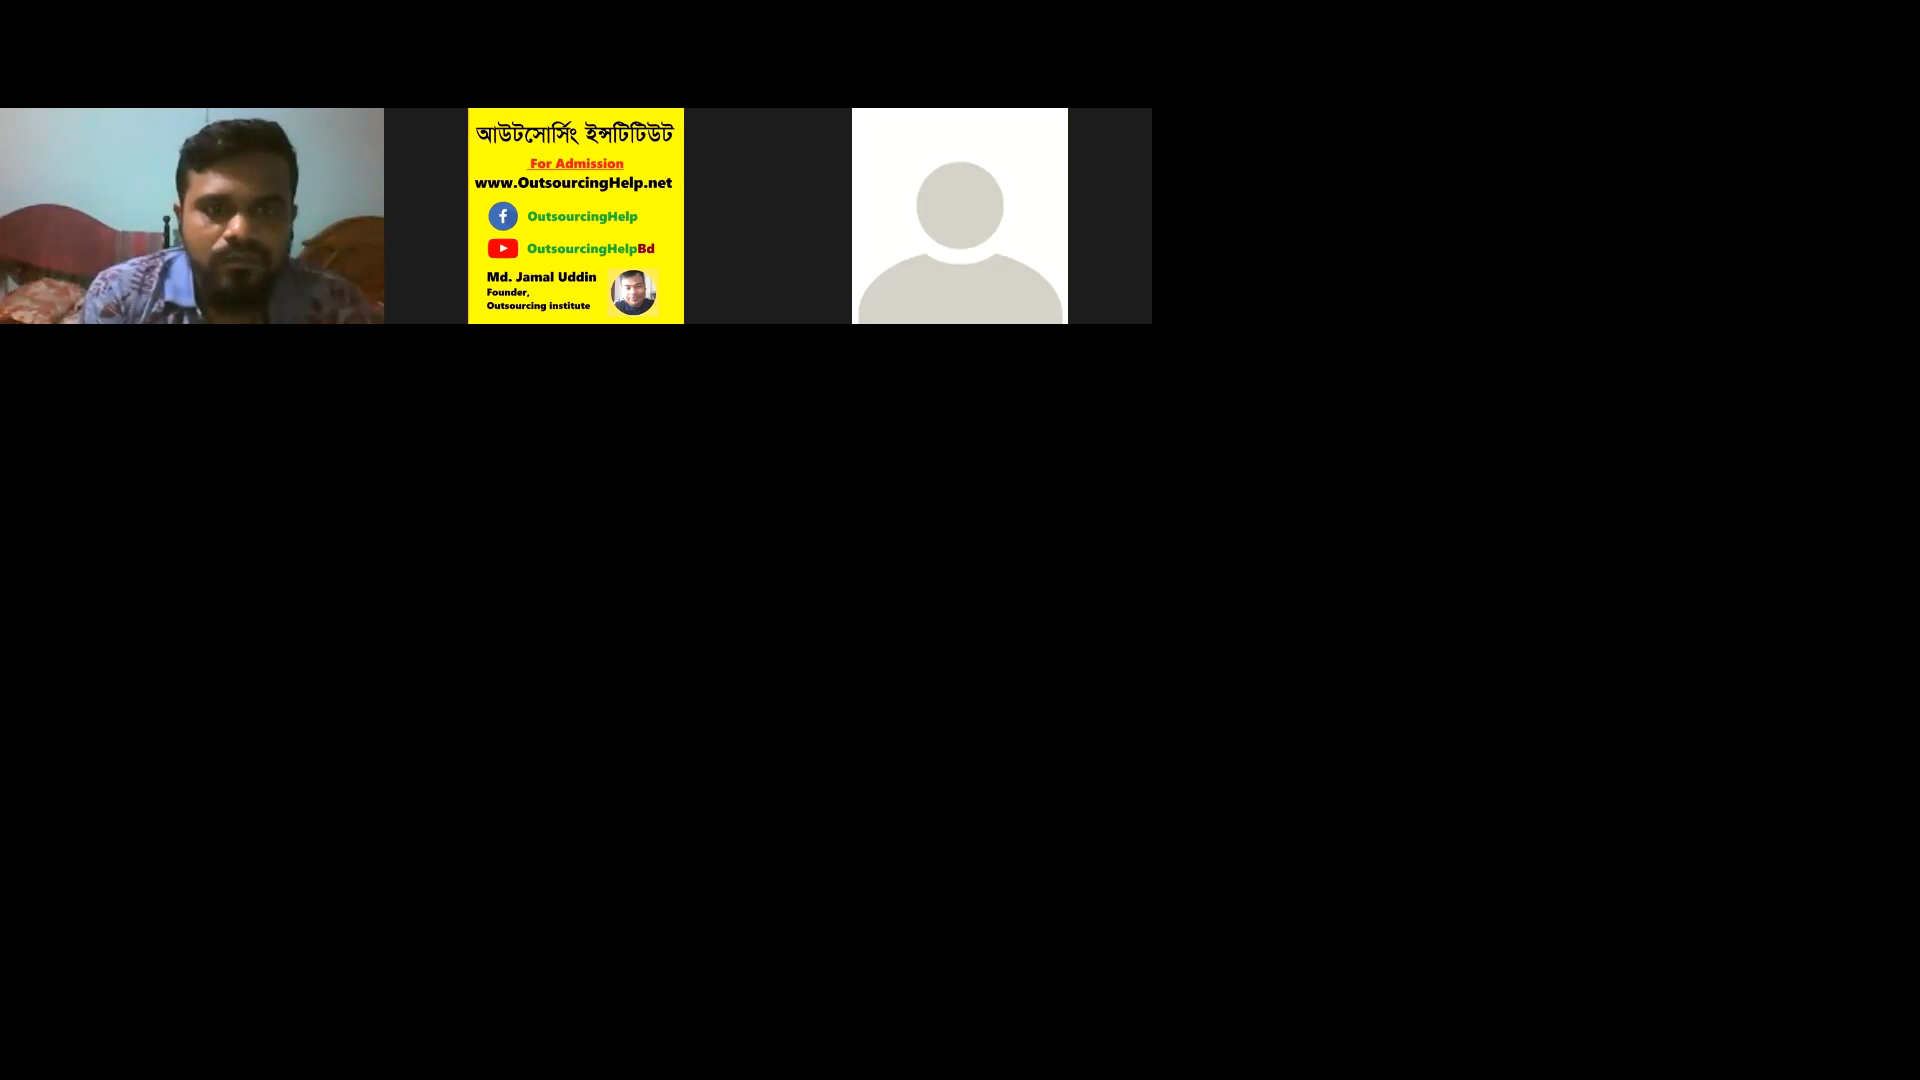 আউটসোর্সিং ইন্সটিটিউট
For Admission
www.OutsourcingHelp.net
OutsourcingHelp
OutsourcingHelpBd
Md. Jamal Uddin
Founder,
Outsourcing institute